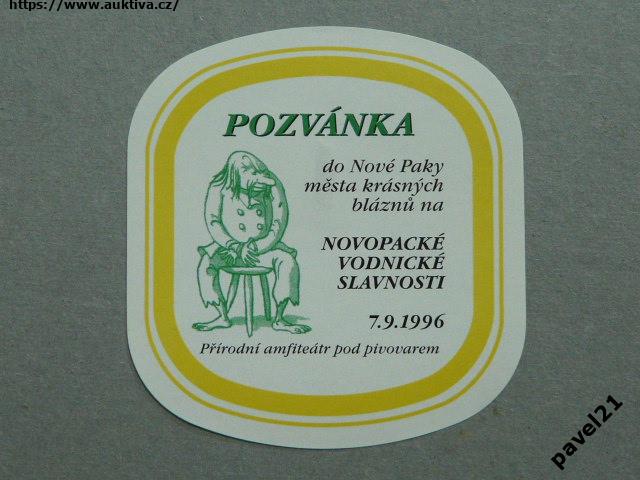 https://www.auktiva.cz/
POZVÁNKA
do Nové Paky
města krásných
bláznů na
NOVOPACKÉ
VODNICKÉ
SLAVNOSTI
7.9.1996
Přírodní amfiteátr pod pivovarem
pavel21